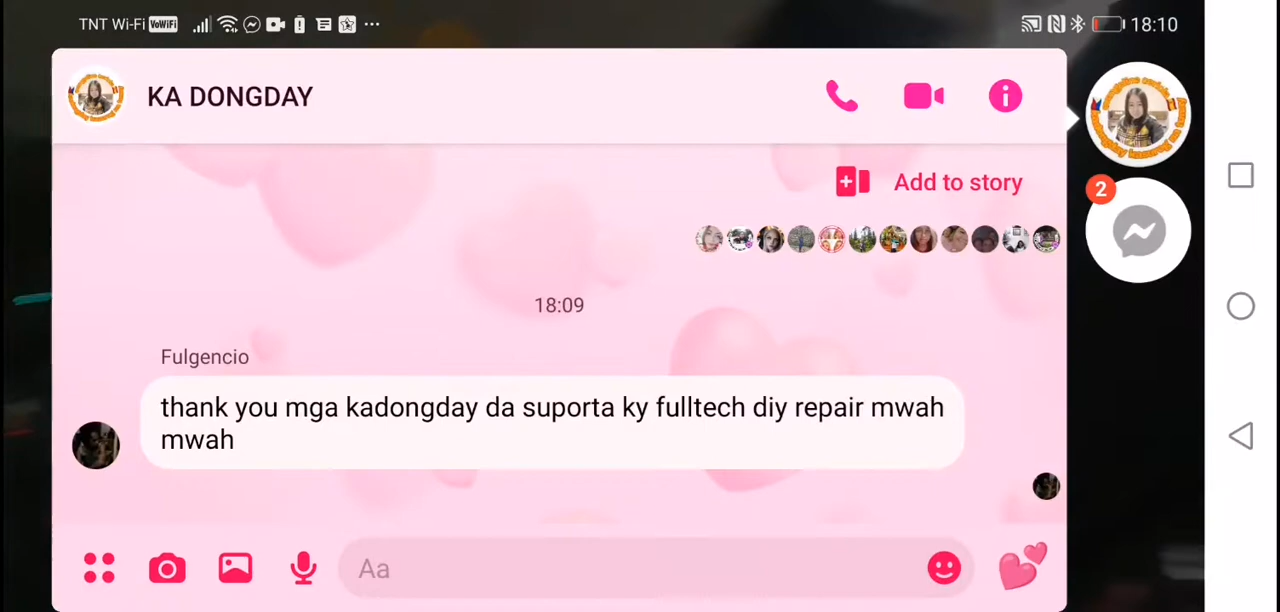 TNT Wi-Fi VoWiFi
18:10
KA DONGDAY
Add to story
2
18:09
Fulgencio
thank you mga kadongday da suporta ky fulltech diy repair mwah
mwah
Aa